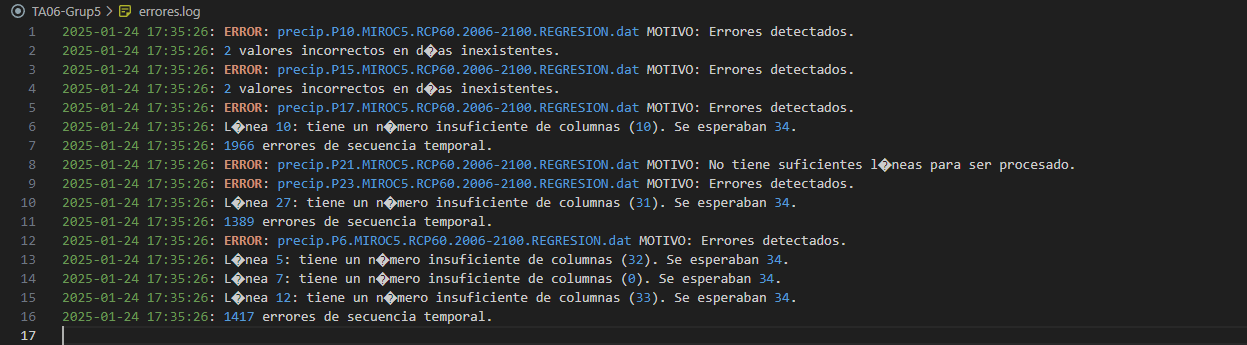 TA06-Grup5 > errores.log
1 2025-01-24 17:35:26: ERROR: precip.P10.MIROC5.RCP60.2006-2100.REGRESION.dat MOTIVO: Errores detectados.
2 2025-01-24 17:35:26: 2 valores incorrectos en d�as inexistentes.
3 2025-01-24 17:35:26: ERROR: precip.P15.MIROC5.RCP60.2006-2100.REGRESION.dat MOTIVO: Errores detectados.
4 2025-01-24 17:35:26: 2 valores incorrectos en d�as inexistentes.
5 2025-01-24 17:35:26: ERROR: precip.P17.MIROC5.RCP60.2006-2100.REGRESION.dat MOTIVO: Errores detectados.
6 2025-01-24 17:35:26: L�nea 10: tiene un n�mero insuficiente de columnas (10). Se esperaban 34.
7 2025-01-24 17:35:26: 1966 errores de secuencia temporal.
8 2025-01-24 17:35:26: ERROR: precip.P21.MIROC5.RCP60.2006-2100.REGRESION.dat MOTIVO: No tiene suficientes l�neas para ser procesado.
9 2025-01-24 17:35:26: ERROR: precip.P23.MIROC5.RCP60.2006-2100.REGRESION.dat MOTIVO: Errores detectados.
10 2025-01-24 17:35:26: L�nea 27: tiene un n�mero insuficiente de columnas (31). Se esperaban 34.
11 2025-01-24 17:35:26: 1389 errores de secuencia temporal.
12 2025-01-24 17:35:26: ERROR: precip.P6.MIROC5.RCP60.2006-2100.REGRESION.dat MOTIVO: Errores detectados.
13 2025-01-24 17:35:26: L�nea 5: tiene un n�mero insuficiente de columnas (32). Se esperaban 34.
14 2025-01-24 17:35:26: L�nea 7: tiene un n�mero insuficiente de columnas (0). Se esperaban 34.
15 2025-01-24 17:35:26: L�nea 12: tiene un n�mero insuficiente de columnas (33). Se esperaban 34.
16 2025-01-24 17:35:26: 1417 errores de secuencia temporal.
17